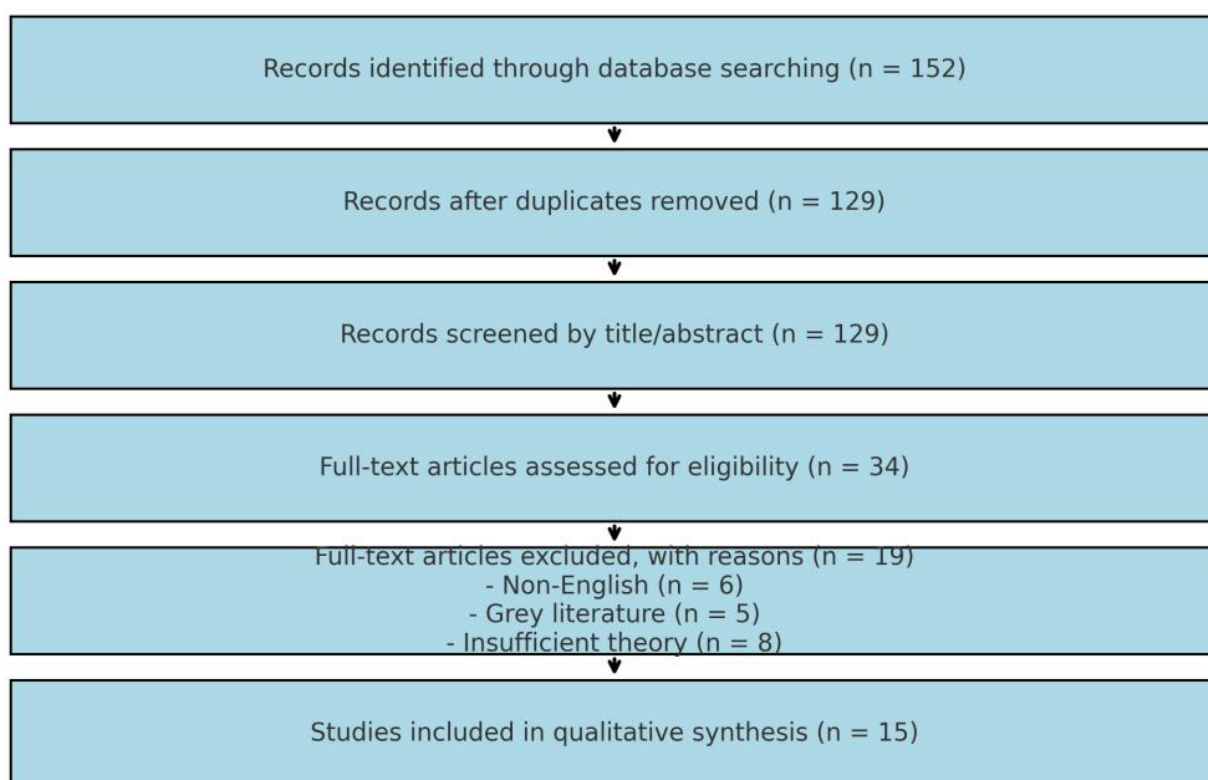 Records identified through database searching (n = 152)
Records after duplicates removed (n = 129)
Records screened by title/abstract (n = 129)
Full-text articles assessed for eligibility (n = 34)
Full-text articles excluded, with reasons (n = 19)
- Non-English (n = 6)
- Grey literature (n = 5)
- Insufficient theory (n = 8)
Studies included in qualitative synthesis (n = 15)